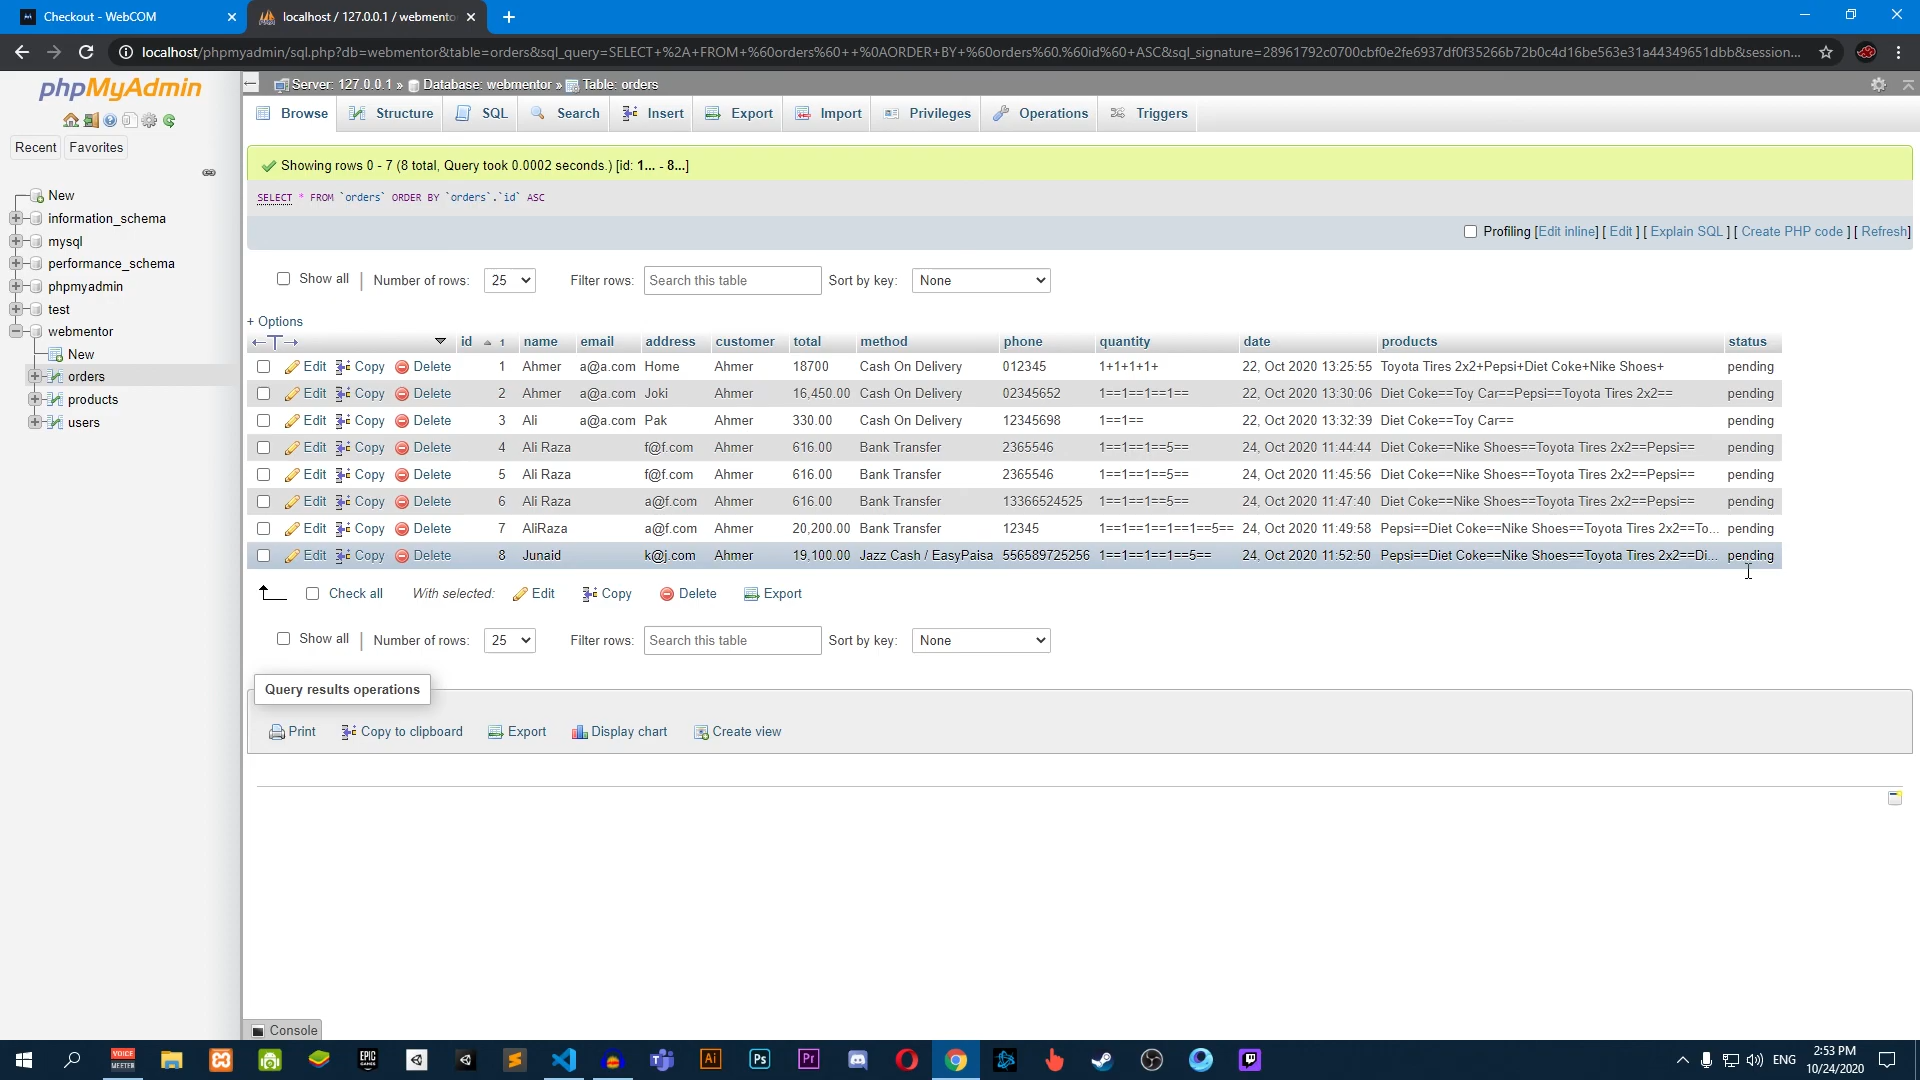 Checkout - WebCOM
localhost / 127.0.0.1 / webmento
localhost/phpmyadmin/sql.php?db=webmentor&table=orders&sql_query=SELECT+%2A+FROM+%60orders%60++%0AORDER+BY+%60orders%60.%60id%60+ASC&sql_signature=28961792c0700cbf0e2fe6937df0f35266b72b0c4d16be563e31a44349651dbb&session...
phpMyAdmin
Recent Favorites
New
information_schema
mysql
performance_schema
phpmyadmin
test
webmentor
New
orders
products
users
Server: 127.0.0.1 » Database: webmentor » Table: orders
Browse Structure SQL Search Insert Export Import Privileges Operations Triggers
Showing rows 0 - 7 (8 total, Query took 0.0002 seconds.) [id: 1... - 8...]
SELECT * FROM `orders` ORDER BY `orders`.`id` ASC
Profiling [Edit inline] [ Edit ] [ Explain SQL ] [ Create PHP code ] [ Refresh]
Show all | Number of rows: 25 Filter rows: Search this table Sort by key: None
+ Options
←T→ id 1 name email address customer total method phone quantity date products status
Edit Copy Delete 1 Ahmer a@a.com Home Ahmer 18700 Cash On Delivery 012345 1+1+1+1+ 22, Oct 2020 13:25:55 Toyota Tires 2x2+Pepsi+Diet Coke+Nike Shoes+ pending
Edit Copy Delete 2 Ahmer a@a.com Joki Ahmer 16,450.00 Cash On Delivery 02345652 1==1==1==1== 22, Oct 2020 13:30:06 Diet Coke==Toy Car==Pepsi==Toyota Tires 2x2== pending
Edit Copy Delete 3 Ali a@a.com Pak Ahmer 330.00 Cash On Delivery 12345698 1==1== 22, Oct 2020 13:32:39 Diet Coke==Toy Car== pending
Edit Copy Delete 4 Ali Raza f@f.com Ahmer 616.00 Bank Transfer 2365546 1==1==1==5== 24, Oct 2020 11:44:44 Diet Coke==Nike Shoes==Toyota Tires 2x2==Pepsi== pending
Edit Copy Delete 5 Ali Raza f@f.com Ahmer 616.00 Bank Transfer 2365546 1==1==1==5== 24, Oct 2020 11:45:56 Diet Coke==Nike Shoes==Toyota Tires 2x2==Pepsi== pending
Edit Copy Delete 6 Ali Raza a@f.com Ahmer 616.00 Bank Transfer 13366524525 1==1==1==5== 24, Oct 2020 11:47:40 Diet Coke==Nike Shoes==Toyota Tires 2x2==Pepsi== pending
Edit Copy Delete 7 AliRaza a@f.com Ahmer 20,200.00 Bank Transfer 12345 1==1==1==1==1==5== 24, Oct 2020 11:49:58 Pepsi==Diet Coke==Nike Shoes==Toyota Tires 2x2==To... pending
Edit Copy Delete 8 Junaid k@j.com Ahmer 19,100.00 Jazz Cash / EasyPaisa 556589725256 1==1==1==1==5== 24, Oct 2020 11:52:50 Pepsi==Diet Coke==Nike Shoes==Toyota Tires 2x2==Di... pending
Check all With selected: Edit Copy Delete Export
Show all | Number of rows: 25 Filter rows: Search this table Sort by key: None
Query results operations
Print Copy to clipboard Export Display chart Create view
Console
VOICE MEETER
EPIC GAMES
Ai Ps Pr
ENG
2:53 PM
10/24/2020